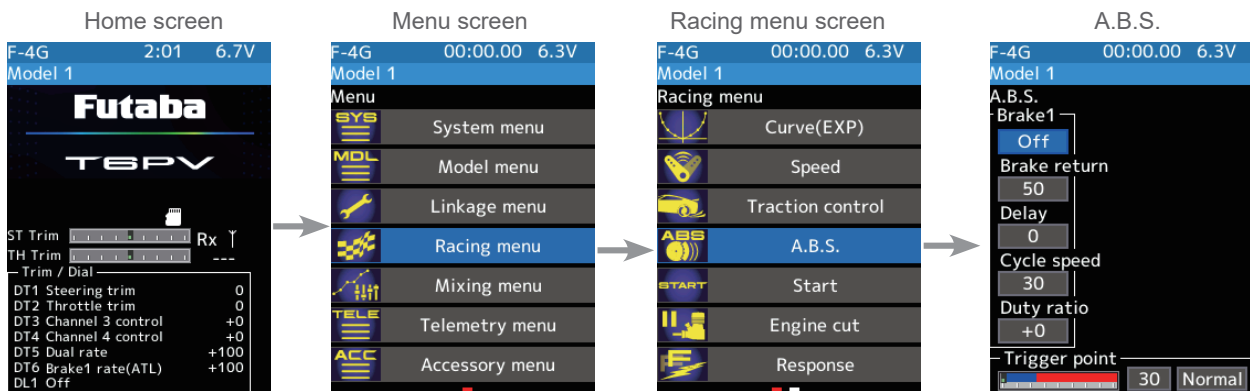 Home screen
F-4G 2:01 6.7V
Model 1
Futaba
T6PV
ST Trim Rx
TH Trim ---
Trim / Dial
DT1 Steering trim 0
DT2 Throttle trim 0
DT3 Channel 3 control +0
DT4 Channel 4 control +0
DT5 Dual rate +100
DT6 Brake1 rate(ATL) +100
DL1 Off
Menu screen
F-4G 00:00.00 6.3V
Model 1
Menu
SYS System menu
MDL Model menu
Linkage menu
Racing menu
Mixing menu
TELE Telemetry menu
ACC Accessory menu
Racing menu screen
F-4G 00:00.00 6.3V
Model 1
Racing menu
Curve(EXP)
Speed
Traction control
ABS A.B.S.
START Start
Engine cut
Response
A.B.S.
F-4G 00:00.00 6.3V
Model 1
A.B.S.
Brake1
Off
Brake return
50
Delay
0
Cycle speed
30
Duty ratio
+0
Trigger point
30 Normal